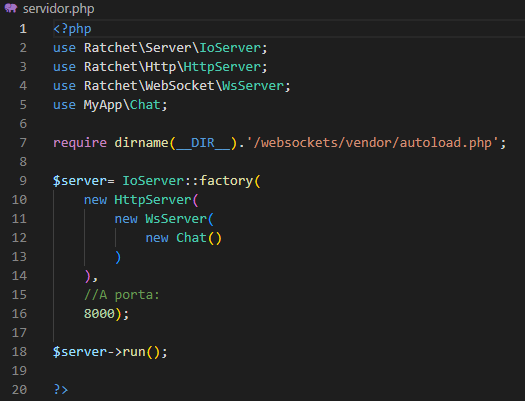 servidor.php
1 <?php
2 use Ratchet\Server\IoServer;
3 use Ratchet\Http\HttpServer;
4 use Ratchet\WebSocket\WsServer;
5 use MyApp\Chat;
6
7 require dirname(__DIR__).'/websockets/vendor/autoload.php';
8
9 $server= IoServer::factory(
10 new HttpServer(
11 new WsServer(
12 new Chat()
13 )
14 ),
15 //A porta:
16 8000);
17
18 $server->run();
19
20 ?>